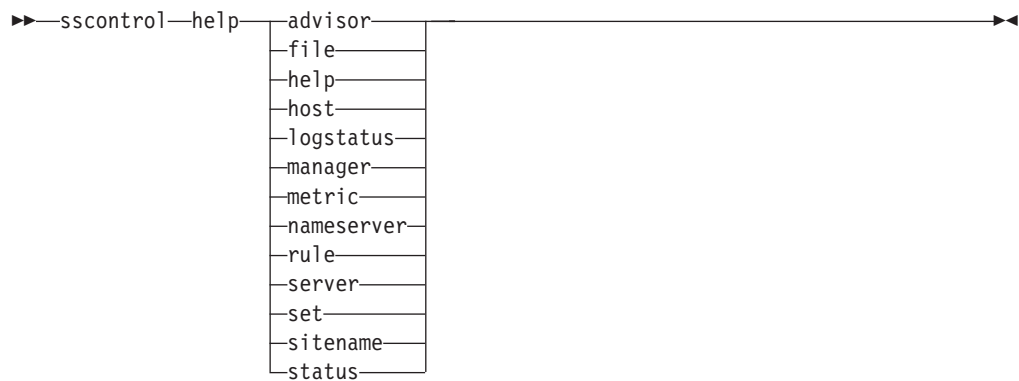 sscontrol help advisor
file
help
host
logstatus
manager
metric
nameserver
rule
server
set
sitename
status